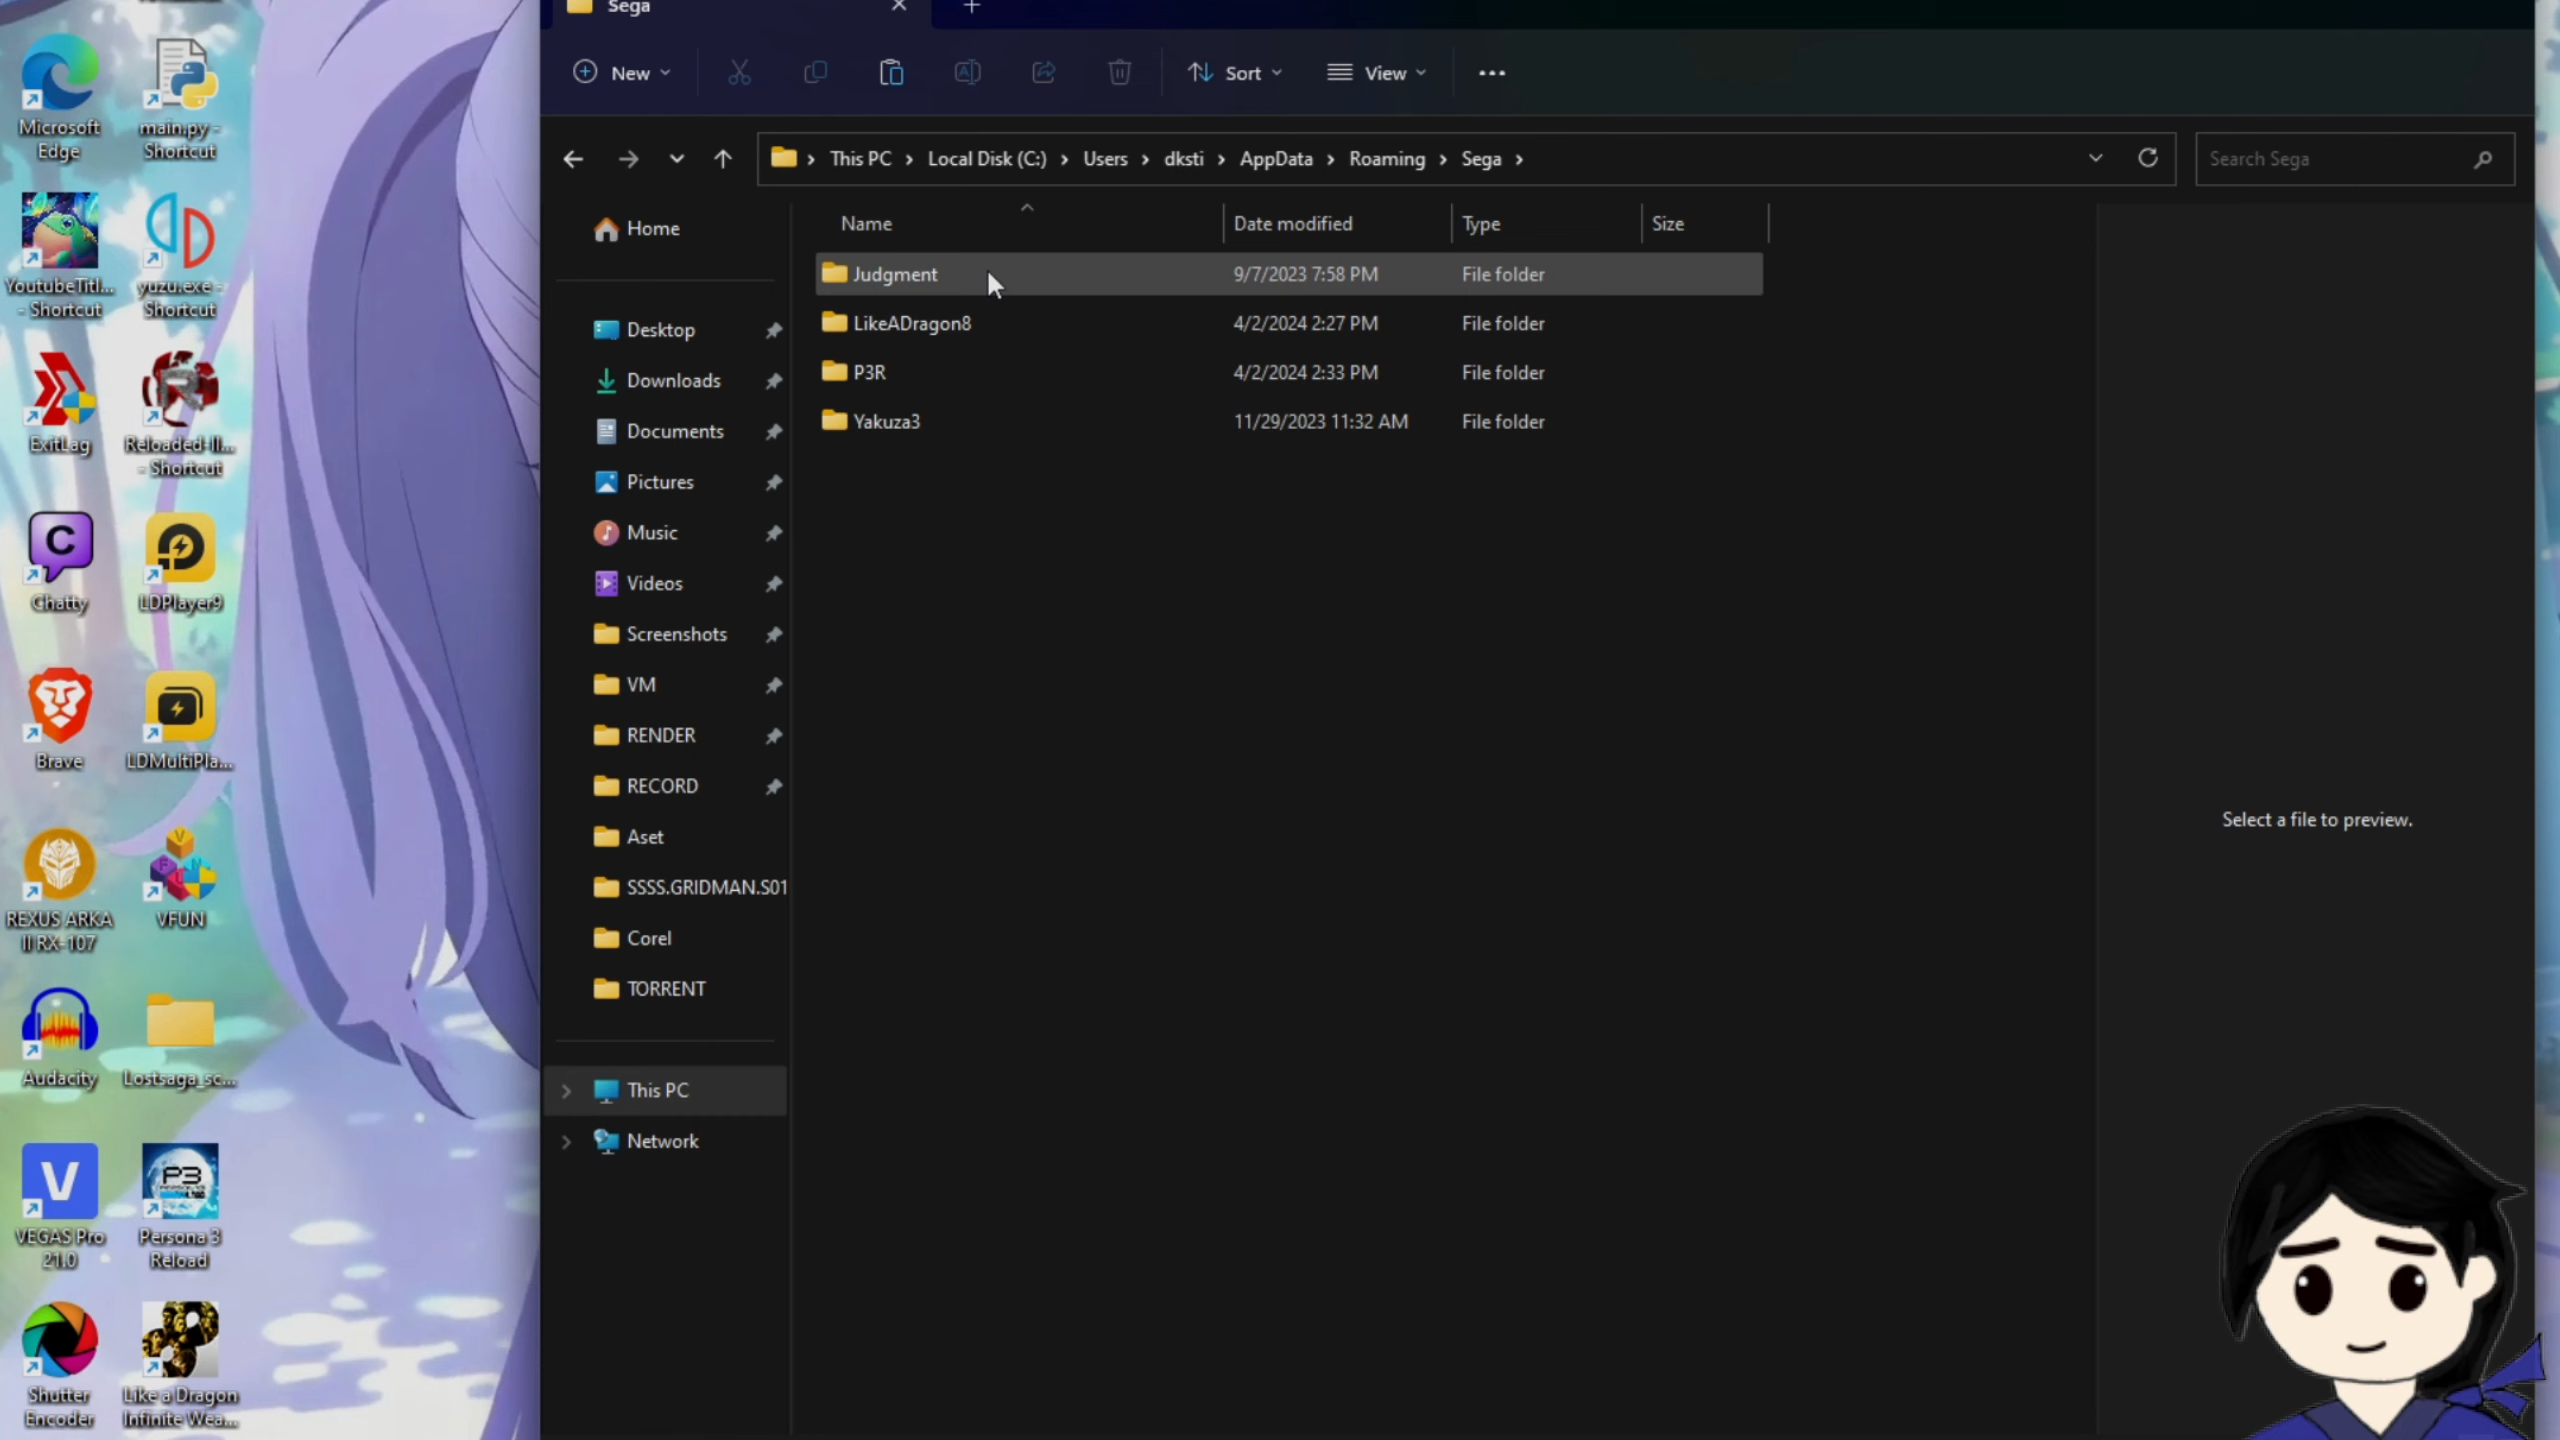 Microsoft
Edge
main.py -
Shortcut
YoutubeTitl...
- Shortcut
yuzu.exe -
Shortcut
ExitLag
Reloaded-II...
- Shortcut
C
Chatty
LDPlayer9
Brave
LDMultiPla...
REXUS ARKA
II RX-107
VFUN
Audacity
Lostsaga_sc...
VEGAS Pro
21.0
P3
Persona 3
Reload
Shutter
Encoder
Like a Dragon
Infinite Wea...
Sega
New
Sort
View
This PC
Local Disk (C:)
Users
dksti
AppData
Roaming
Sega
Search Sega
Home
Desktop
Downloads
Documents
Pictures
Music
Videos
Screenshots
VM
RENDER
RECORD
Aset
SSSS.GRIDMAN.S01
Corel
TORRENT
This PC
Network
Name Date modified Type Size
Judgment 9/7/2023 7:58 PM File folder
LikeADragon8 4/2/2024 2:27 PM File folder
P3R 4/2/2024 2:33 PM File folder
Yakuza3 11/29/2023 11:32 AM File folder
Select a file to preview.